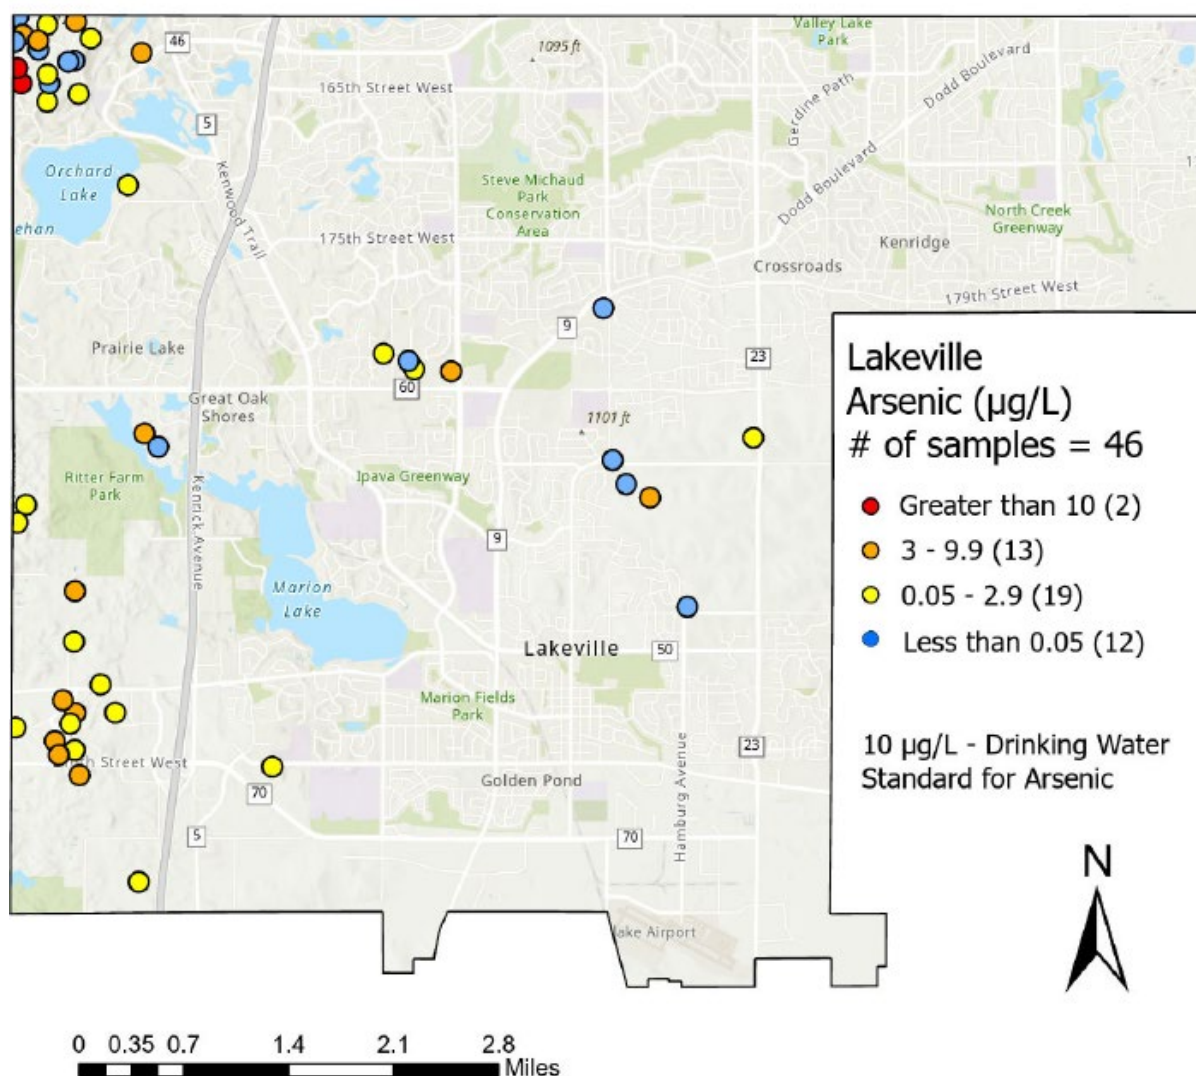 Valley Lake
Park
46
1095 ft
165th Street West
Dodd Boulevard
Gerdine Path
5
Orchard
Lake
Kenwood Trail
Steve Michaud
Park
Conservation
Area
Dodd Boulevard
North Creek
Greenway
ehan
175th Street West
Kenridge
Crossroads
179th Street West
9
Prairie Lake
23
60
Great Oak
Shores
1101 ft
Ritter Farm
Park
Ipava Greenway
Kenrick Avenue
9
Marion
Lake
Lakeville
50
Marion Fields
Park
23
th Street West
Golden Pond
70
Hamburg Avenue
5
70
lake Airport
Lakeville
Arsenic (µg/L)
# of samples = 46
Greater than 10 (2)
3 - 9.9 (13)
0.05 - 2.9 (19)
Less than 0.05 (12)
10 µg/L - Drinking Water
Standard for Arsenic
N
0 0.35 0.7 1.4 2.1 2.8
Miles